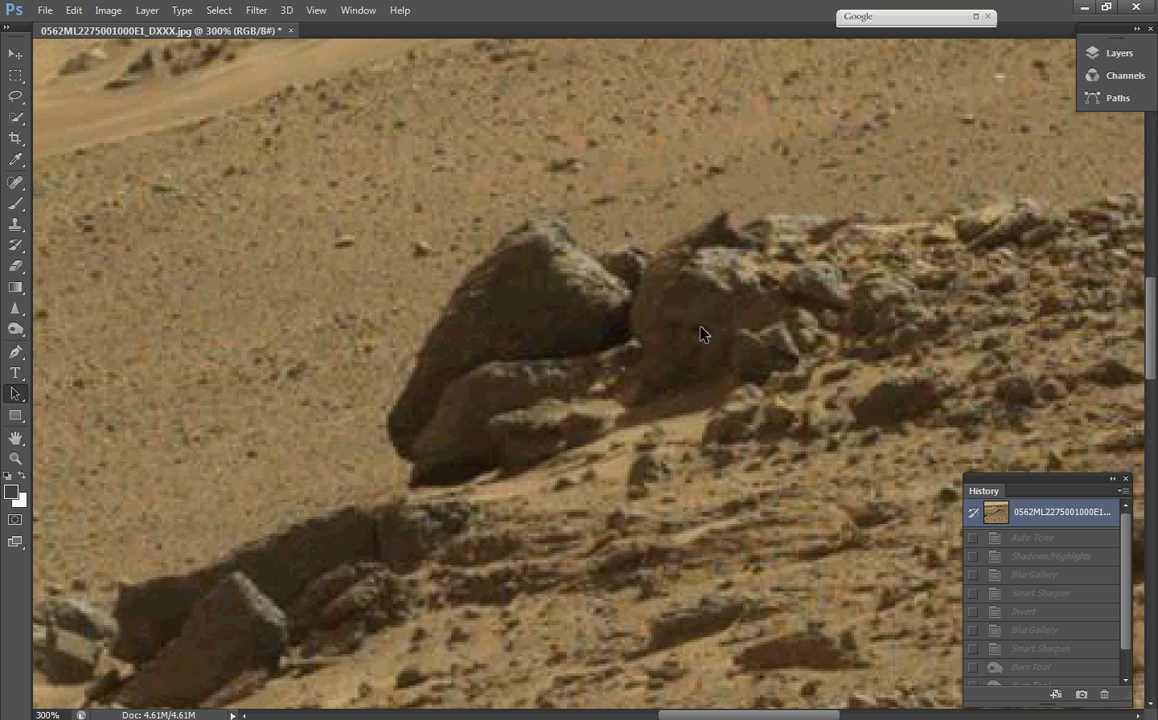 Ps File Edit Image Layer Type Select Filter 3D View Window Help
Google
0562ML2275001000E1_DXXX.jpg @ 300% (RGB/8#) * ×
Layers
Channels
Paths
T
History
0562ML2275001000E1...
Auto Tone
Shadows/Highlights
Blur Gallery
Smart Sharpen
Invert
Blur Gallery
Smart Sharpen
Burn Tool
300% Doc: 4.61M/4.61M